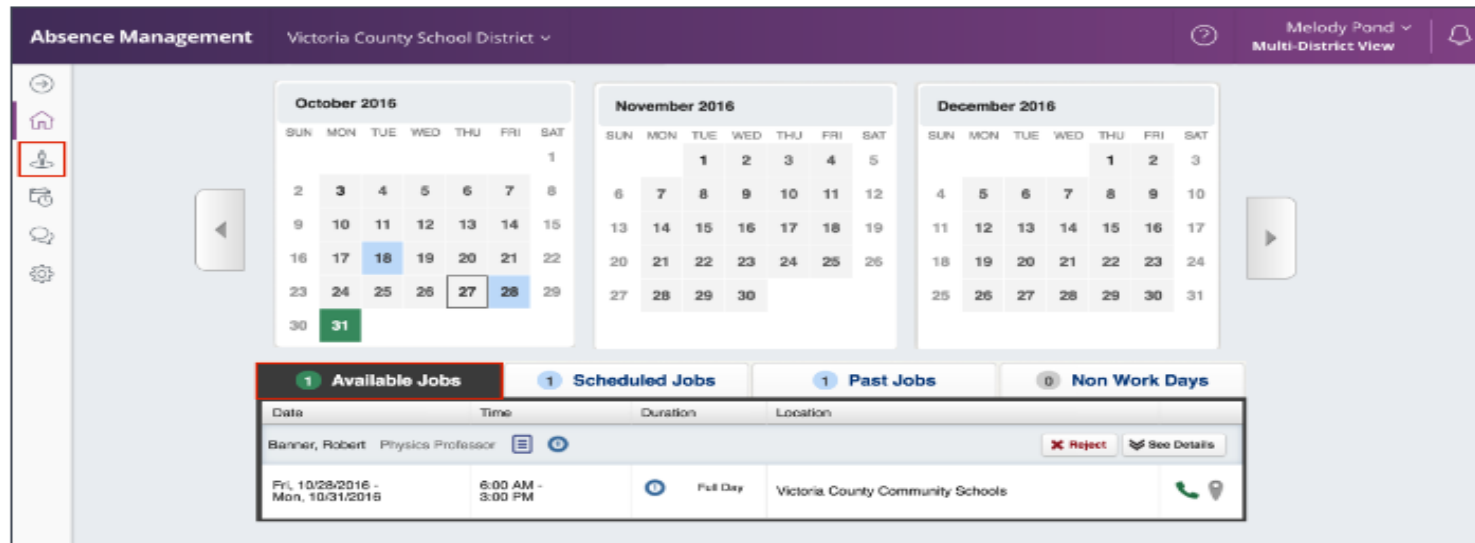 Absence Management Victoria County School District Melody Pond
Multi-District View
October 2016 November 2016 December 2016
SUN MON TUE WED THU FRI SAT SUN MON TUE WED THU FRI SAT SUN MON TUE WED THU FRI SAT
1 1 2 3 4 5 1 2 3
2 3 4 5 6 7 8 6 7 8 9 10 11 12 4 5 6 7 8 9 10
9 10 11 12 13 14 15 13 14 15 16 17 18 19 11 12 13 14 15 16 17
16 17 18 19 20 21 22 20 21 22 23 24 25 26 18 19 20 21 22 23 24
23 24 25 26 27 28 29 27 28 29 30 25 26 27 28 29 30 31
30 31
1 Available Jobs 1 Scheduled Jobs 1 Past Jobs 0 Non Work Days
Date Time Duration Location
Banner, Robert Physics Professor Reject See Details
Fri, 10/28/2016 - 6:00 AM - Full Day Victoria County Community Schools
Mon, 10/31/2016 3:00 PM